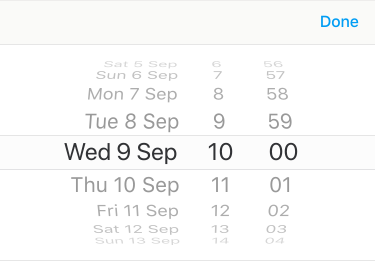 Done
Sat 5 Sep 6 56
Sun 6 Sep 7 57
Mon 7 Sep 8 58
Tue 8 Sep 9 59
Wed 9 Sep 10 00
Thu 10 Sep 11 01
Fri 11 Sep 12 02
Sat 12 Sep 13 03
Sun 13 Sep 14 04